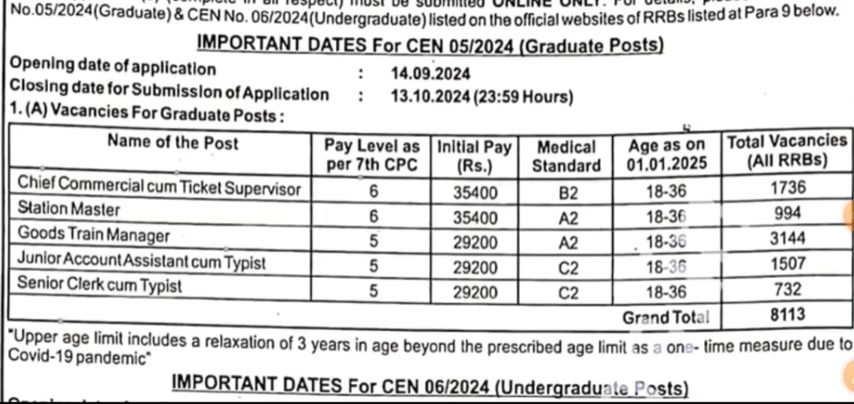 No.05/2024(Graduate) & CEN No. 06/2024(Undergraduate) listed on the official websites of RRBs listed at Para 9 below.
IMPORTANT DATES For CEN 05/2024 (Graduate Posts)
Opening date of application : 14.09.2024
Closing date for Submission of Application : 13.10.2024 (23:59 Hours)
1. (A) Vacancies For Graduate Posts :
Name of the Post Pay Level as per 7th CPC Initial Pay (Rs.) Medical Standard Age as on 01.01.2025 Total Vacancies (All RRBs)
Chief Commercial cum Ticket Supervisor 6 35400 B2 18-36 1736
Station Master 6 35400 A2 18-36 994
Goods Train Manager 5 29200 A2 18-36 3144
Junior Account Assistant cum Typist 5 29200 C2 18-36 1507
Senior Clerk cum Typist 5 29200 C2 18-36 732
Grand Total 8113
"Upper age limit includes a relaxation of 3 years in age beyond the prescribed age limit as a one- time measure due to
Covid-19 pandemic"
IMPORTANT DATES For CEN 06/2024 (Undergraduate Posts)